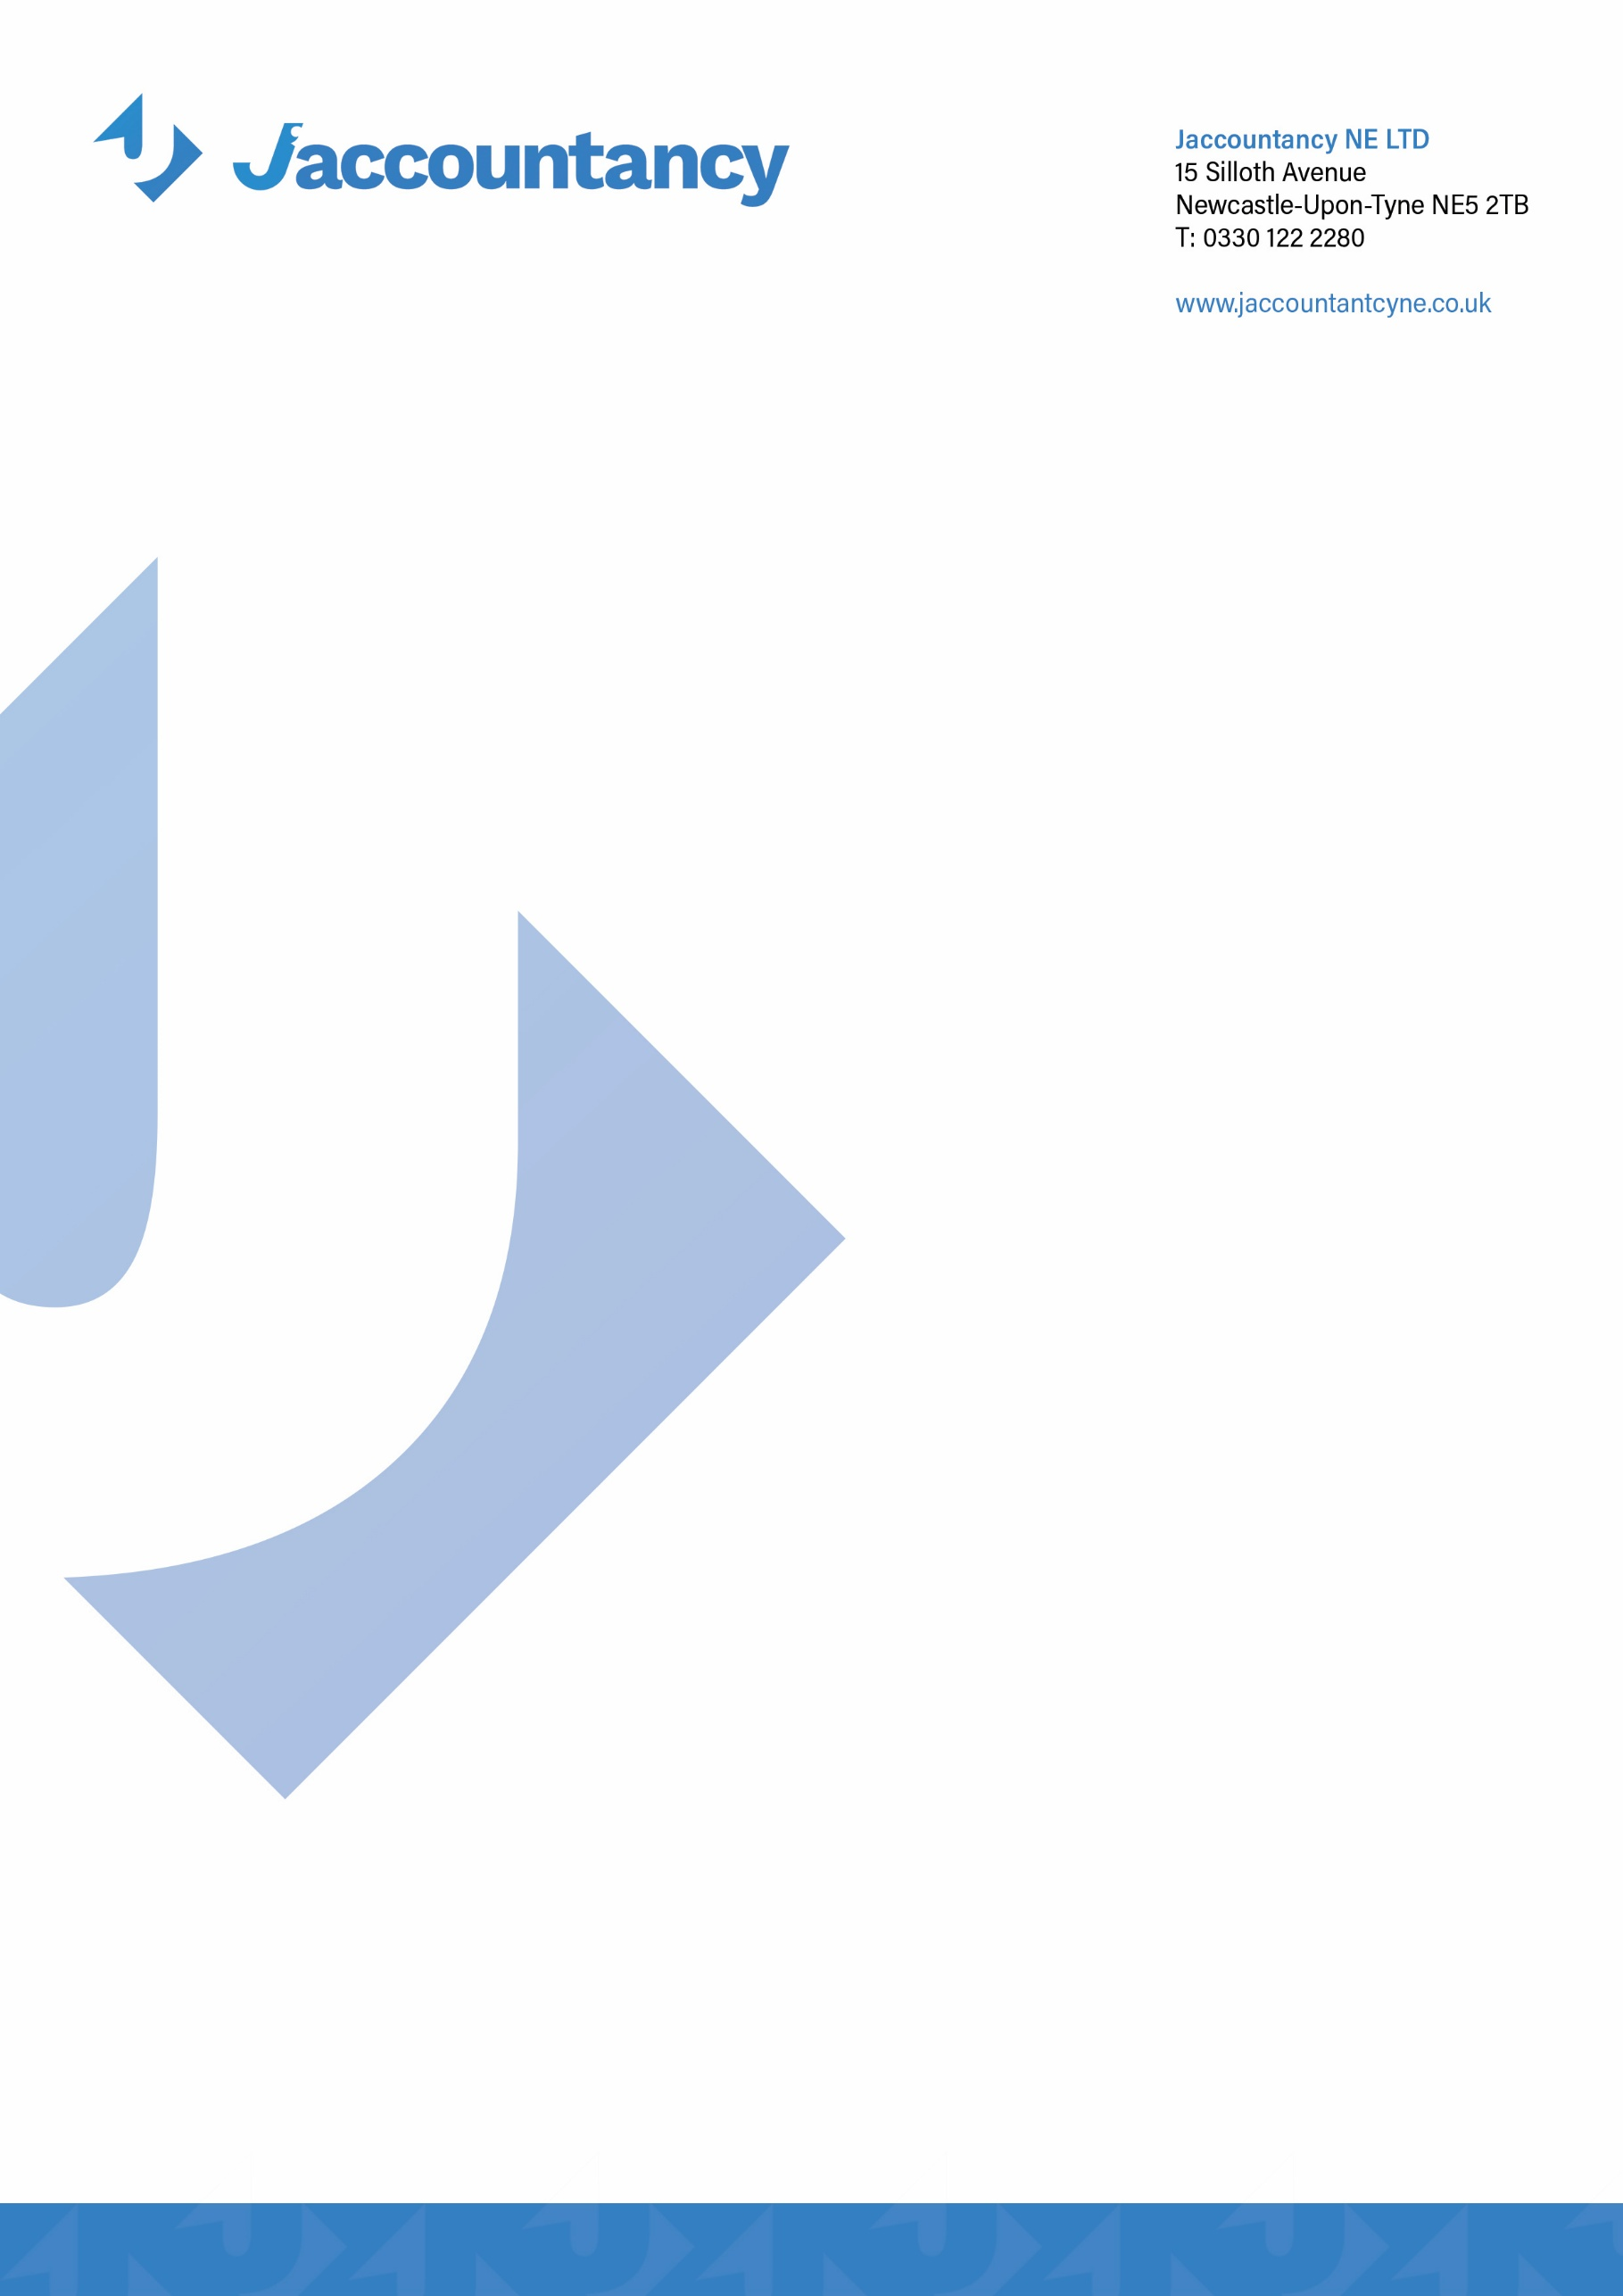 Jaccountancy
Jaccountancy NE LTD
15 Silloth Avenue
Newcastle-Upon-Tyne NE5 2TB
T: 0330 122 2280
www.jaccountantcyne.co.uk